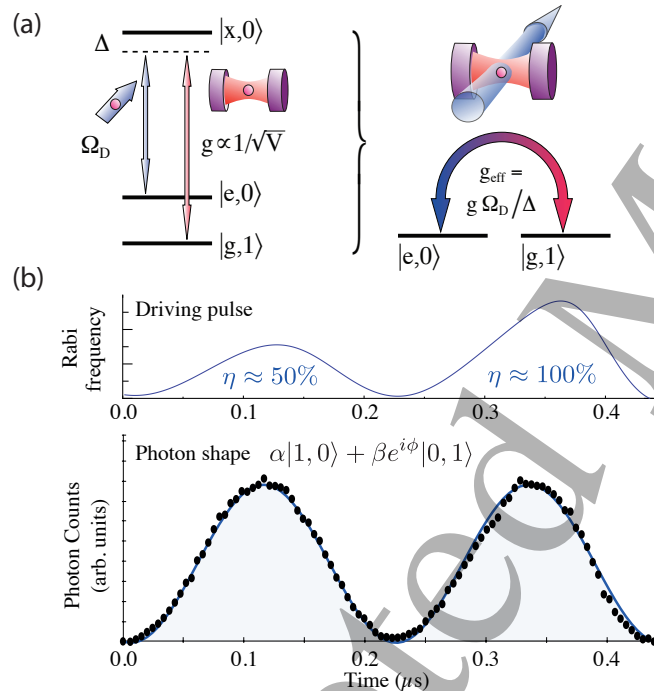 (a)
|x,0⟩
Δ
Ω_D
g ∝ 1/√V
|e,0⟩
|g,1⟩
g_eff =
g Ω_D/Δ
|e,0⟩
|g,1⟩
(b)
Driving pulse
Rabi
frequency
η ≈ 50%
η ≈ 100%
0.0 0.1 0.2 0.3 0.4
Photon shape α|1,0⟩ + βe^{iϕ}|0,1⟩
Photon Counts
(arb. units)
0.0 0.1 0.2 0.3 0.4
Time (μs)